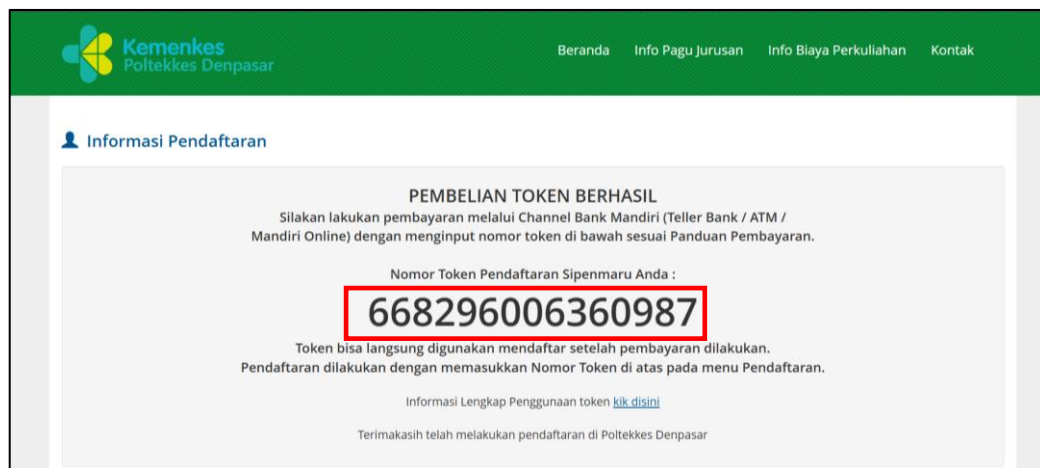 Kemenkes
Poltekkes Denpasar
Beranda Info Pagu Jurusan Info Biaya Perkuliahan Kontak
Informasi Pendaftaran
PEMBELIAN TOKEN BERHASIL
Silakan lakukan pembayaran melalui Channel Bank Mandiri (Teller Bank / ATM /
Mandiri Online) dengan menginput nomor token di bawah sesuai Panduan Pembayaran.
Nomor Token Pendaftaran Sipenmaru Anda :
668296006360987
Token bisa langsung digunakan mendaftar setelah pembayaran dilakukan.
Pendaftaran dilakukan dengan memasukkan Nomor Token di atas pada menu Pendaftaran.
Informasi Lengkap Penggunaan token kik disini
Terimakasih telah melakukan pendaftaran di Poltekkes Denpasar